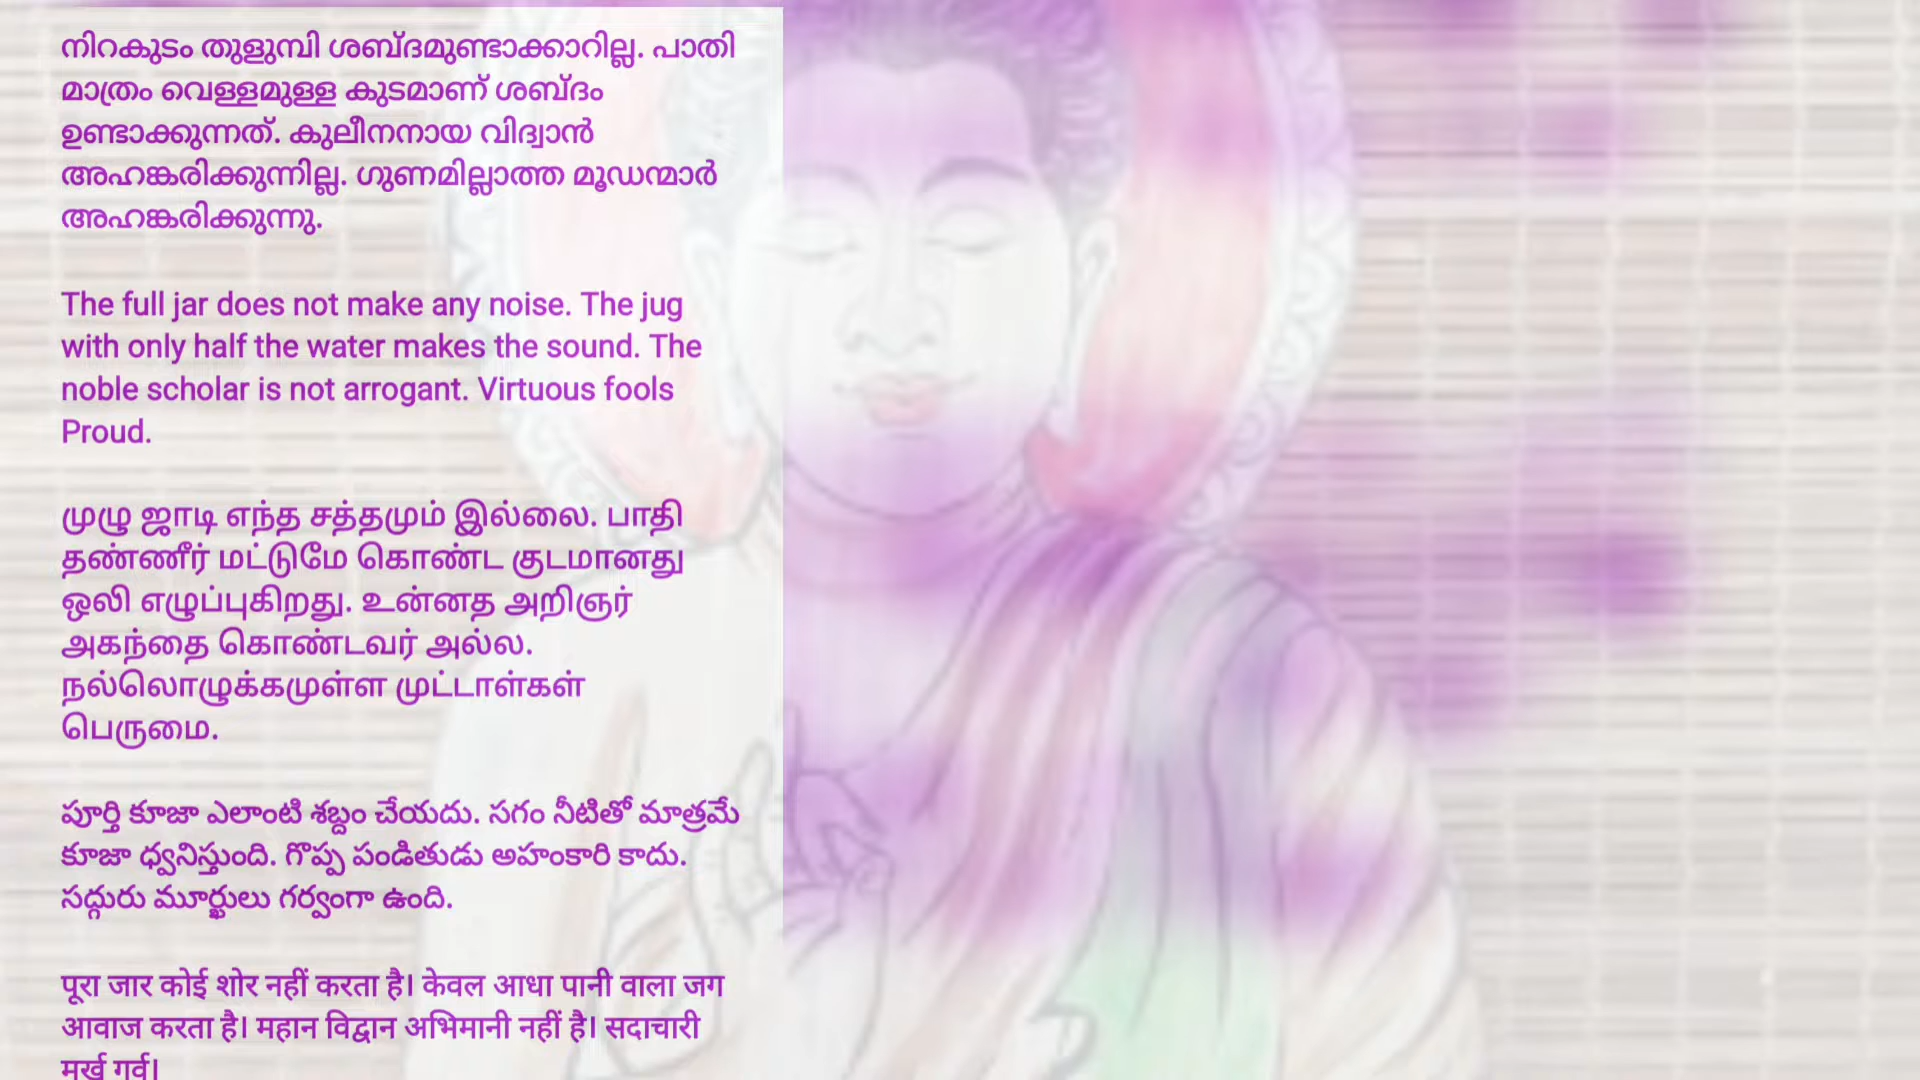 നിറകുടം തുളുമ്പി ശബ്ദമുണ്ടാക്കാറില്ല. പാതി
മാത്രം വെള്ളമുള്ള കുടമാണ് ശബ്ദം
ഉണ്ടാക്കുന്നത്. കുലീനനായ വിദ്വാൻ
അഹങ്കരിക്കുന്നില്ല. ഗുണമില്ലാത്ത മൂഡന്മാർ
അഹങ്കരിക്കുന്നു.
The full jar does not make any noise. The jug
with only half the water makes the sound. The
noble scholar is not arrogant. Virtuous fools
Proud.
முழு ஜாடி எந்த சத்தமும் இல்லை. பாதி
தண்ணீர் மட்டுமே கொண்ட குடமானது
ஒலி எழுப்புகிறது. உன்னத அறிஞர்
அகந்தை கொண்டவர் அல்ல.
நல்லொழுக்கமுள்ள முட்டாள்கள்
பெருமை.
పూర్తి కూజా ఎలాంటి శబ్దం చేయదు. సగం నీటితో మాత్రమే
కూజా ధ్వనిస్తుంది. గొప్ప పండితుడు అహంకారి కాదు.
సద్గురు మూర్ఖులు గర్వంగా ఉంది.
पूरा जार कोई शोर नहीं करता है। केवल आधा पानी वाला जग
आवाज करता है। महान विद्वान अभिमानी नहीं है। सदाचारी
मूर्ख गर्व।